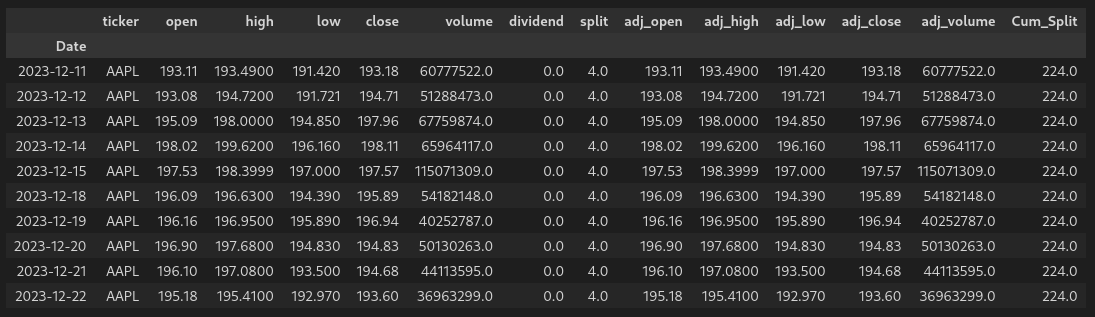 ticker open high low close volume dividend split adj_open adj_high adj_low adj_close adj_volume Cum_Split
Date
2023-12-11 AAPL 193.11 193.4900 191.420 193.18 60777522.0 0.0 4.0 193.11 193.4900 191.420 193.18 60777522.0 224.0
2023-12-12 AAPL 193.08 194.7200 191.721 194.71 51288473.0 0.0 4.0 193.08 194.7200 191.721 194.71 51288473.0 224.0
2023-12-13 AAPL 195.09 198.0000 194.850 197.96 67759874.0 0.0 4.0 195.09 198.0000 194.850 197.96 67759874.0 224.0
2023-12-14 AAPL 198.02 199.6200 196.160 198.11 65964117.0 0.0 4.0 198.02 199.6200 196.160 198.11 65964117.0 224.0
2023-12-15 AAPL 197.53 198.3999 197.000 197.57 115071309.0 0.0 4.0 197.53 198.3999 197.000 197.57 115071309.0 224.0
2023-12-18 AAPL 196.09 196.6300 194.390 195.89 54182148.0 0.0 4.0 196.09 196.6300 194.390 195.89 54182148.0 224.0
2023-12-19 AAPL 196.16 196.9500 195.890 196.94 40252787.0 0.0 4.0 196.16 196.9500 195.890 196.94 40252787.0 224.0
2023-12-20 AAPL 196.90 197.6800 194.830 194.83 50130263.0 0.0 4.0 196.90 197.6800 194.830 194.83 50130263.0 224.0
2023-12-21 AAPL 196.10 197.0800 193.500 194.68 44113595.0 0.0 4.0 196.10 197.0800 193.500 194.68 44113595.0 224.0
2023-12-22 AAPL 195.18 195.4100 192.970 193.60 36963299.0 0.0 4.0 195.18 195.4100 192.970 193.60 36963299.0 224.0